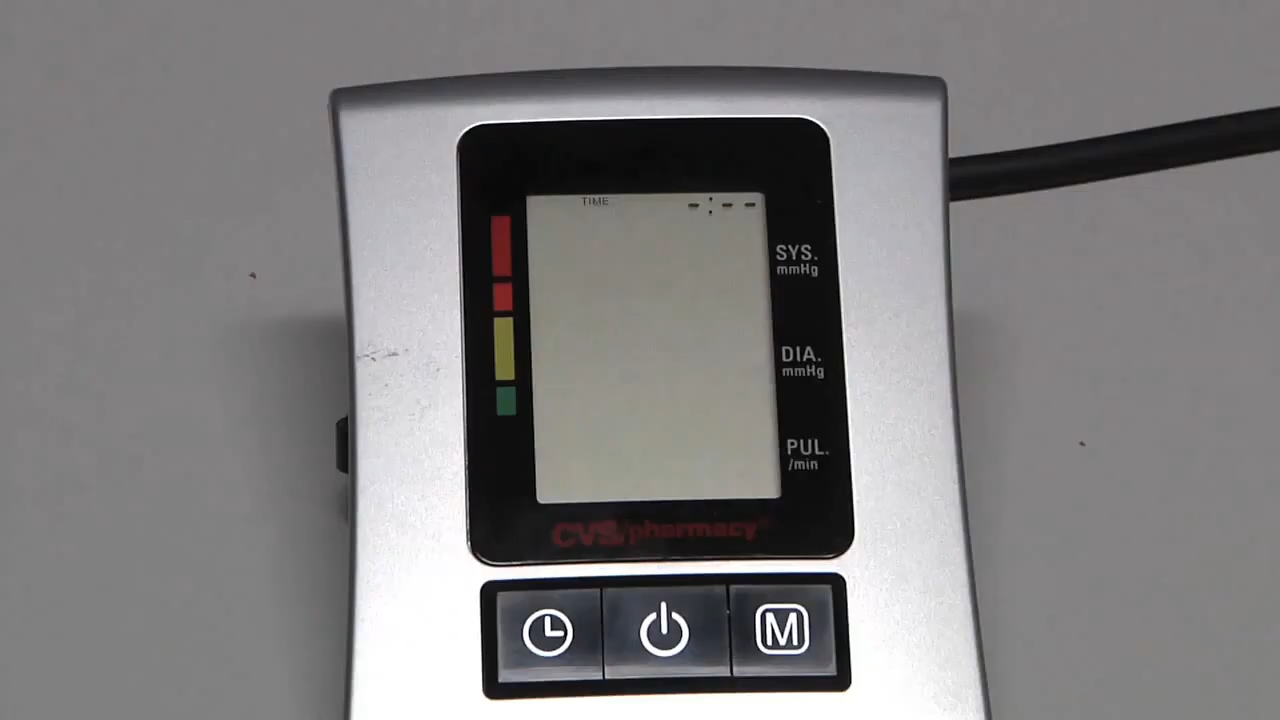 TIME -:--
SYS.
mmHg
DIA.
mmHg
PUL.
/min
CVS/pharmacy®
M